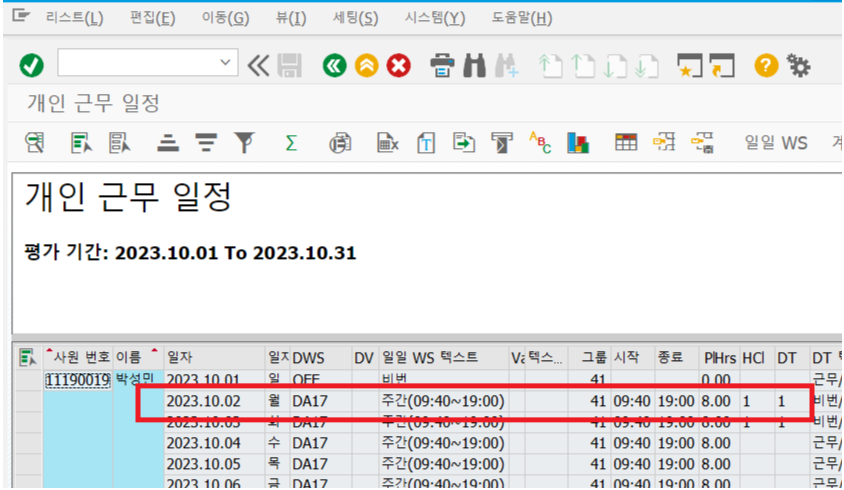 리스트(L) 편집(E) 이동(G) 뷰(I) 세팅(S) 시스템(Y) 도움말(H)
개인 근무 일정
일일 WS
개인 근무 일정
평가 기간: 2023.10.01 To 2023.10.31
사원 번호 이름 일자 DWS DV 일일 WS 텍스트 텍스... 그룹 시작 종료 PlHrs HCl DT DT
11190019 박성민 2023.10.01 일 OFF 비번 41 0.00 근무/
2023.10.02 월 DA17 주간(09:40~19:00) 41 09:40 19:00 8.00 1 1 비번/
2023.10.03 화 DA17 주간(09:40~19:00) 41 09:40 19:00 8.00 1 1 비번/
2023.10.04 수 DA17 주간(09:40~19:00) 41 09:40 19:00 8.00 근무/
2023.10.05 목 DA17 주간(09:40~19:00) 41 09:40 19:00 8.00 근무/
2023.10.06 금 DA17 주간(09:40~19:00) 41 09:40 19:00 8.00 근무/